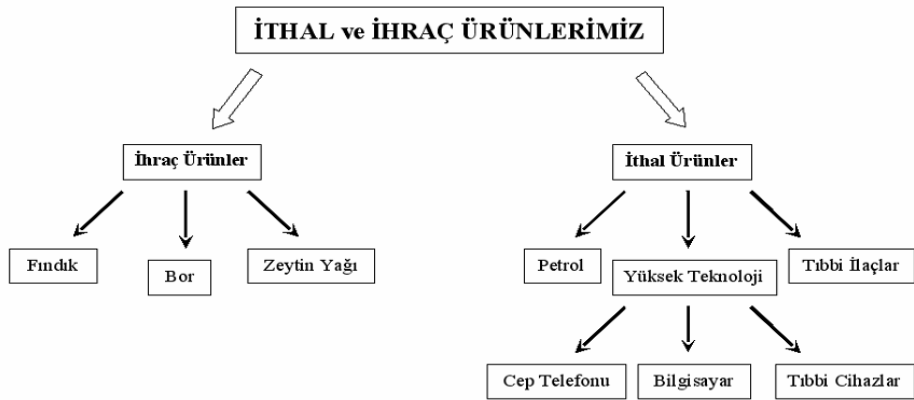 İTHAL ve İHRAÇ ÜRÜNLERİMİZ
İhraç Ürünler
İthal Ürünler
Fındık
Bor
Zeytin Yağı
Petrol
Yüksek Teknoloji
Tıbbi İlaçlar
Cep Telefonu
Bilgisayar
Tıbbi Cihazlar